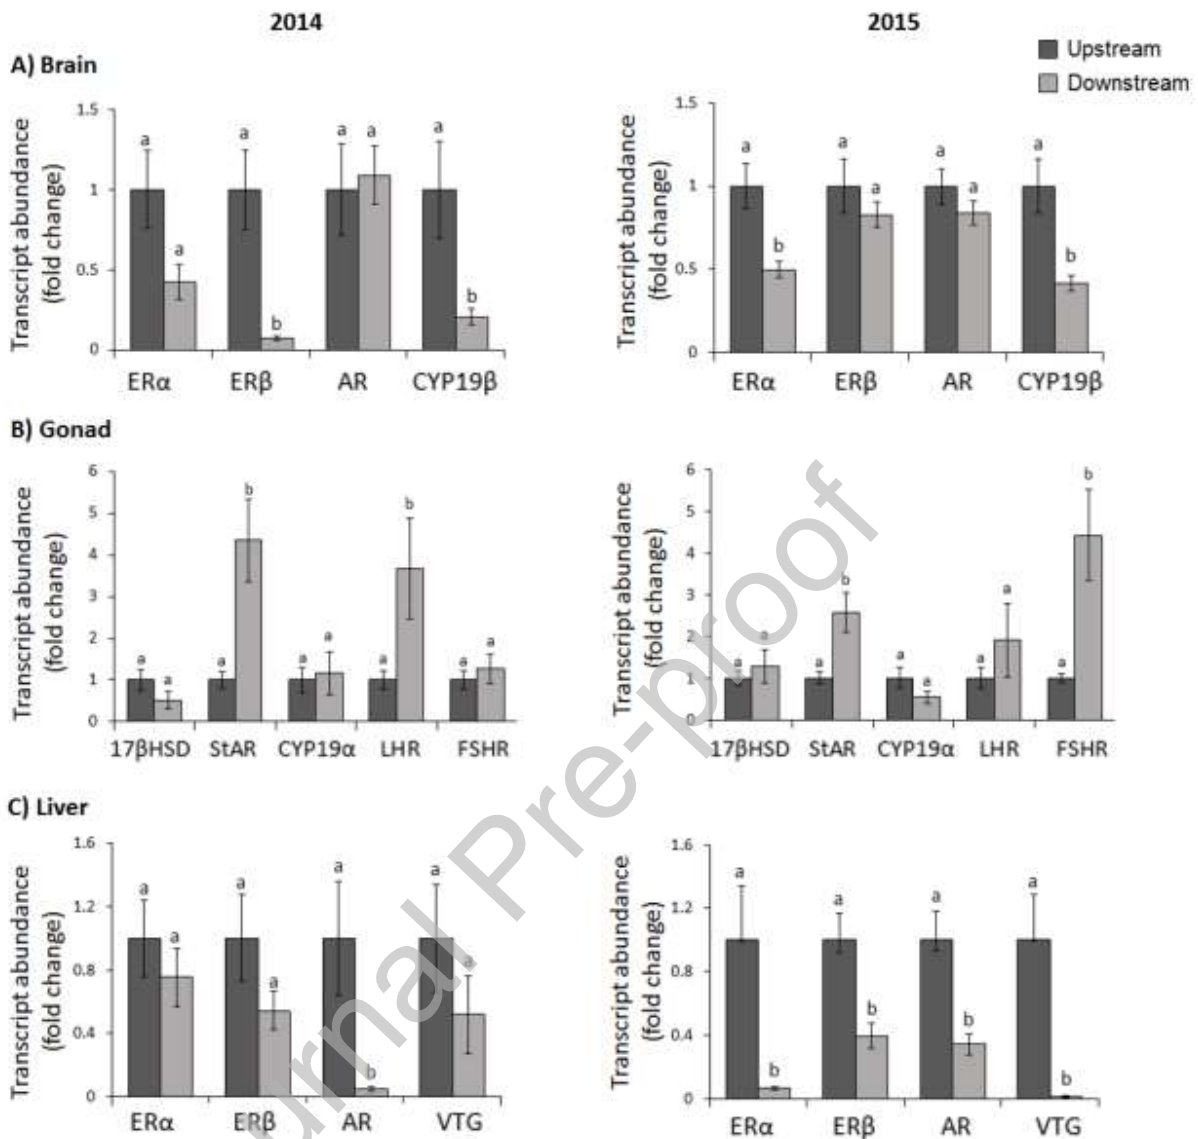 2014 2015
Upstream
Downstream
A) Brain
Transcript abundance
(fold change)
1.5
1
0.5
0
a a a b a a a b
ERα ERβ AR CYP19β
Transcript abundance
(fold change)
1.5
1
0.5
0
a b a a a a a b
ERα ERβ AR CYP19β
B) Gonad
Transcript abundance
(fold change)
6
5
4
3
2
1
0
a a a b a a a b a a
17βHSD StAR CYP19α LHR FSHR
Transcript abundance
(fold change)
6
5
4
3
2
1
0
a a a b a a a a a b
17βHSD StAR CYP19α LHR FSHR
C) Liver
Transcript abundance
(fold change)
1.6
1.2
0.8
0.4
0
a a a a a b a a
ERα ERβ AR VTG
Transcript abundance
(fold change)
1.6
1.2
0.8
0.4
0
a b a b a b a b
ERα ERβ AR VTG
urnal Pre-proof